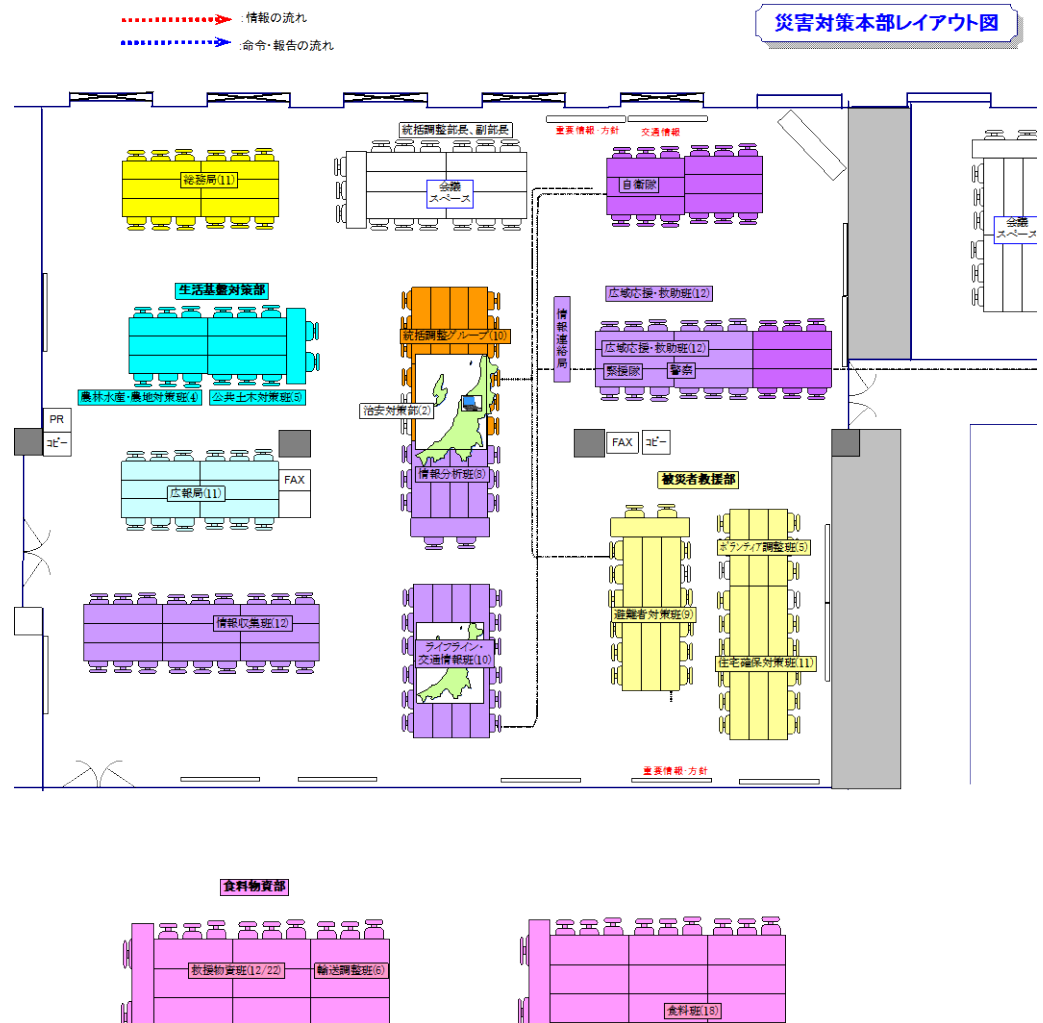 :情報の流れ
:命令・報告の流れ
災害対策本部レイアウト図
統括調整部長、副部長
重要情報・方針
交通情報
総務局(11)
会議
スペース
自衛隊
会議
スペース
生活基盤対策部
広域応援・救助班(12)
情報連絡局
統括調整グループ(10)
広域応援・救助班(12)
緊援隊
警察
農林水産・農地対策班(4)
公共土木対策班(5)
治安対策部(2)
PR
コピー
FAX
コピー
広報局(11)
FAX
情報分析班(8)
被災者救援部
ボランティア調整班(5)
避難者対策班(9)
情報収集班(12)
ライフライン・
交通情報班(10)
住宅確保対策班(11)
重要情報・方針
食料物資部
救援物資班(12/22)
輸送調整班(6)
食料班(18)